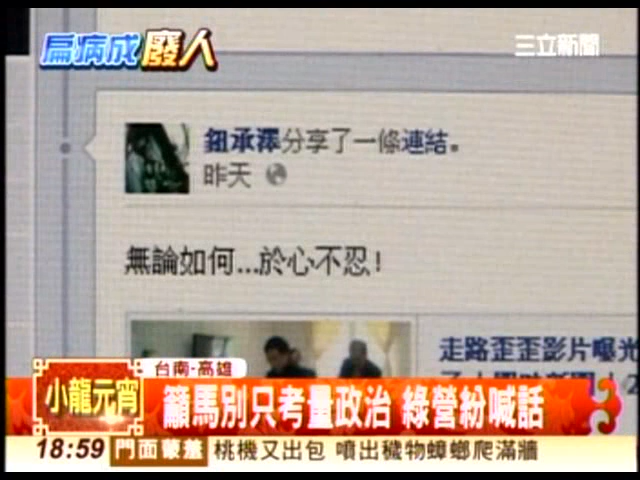 扁病成廢人
三立新聞
鈕承澤分享了一條連結。
昨天
無論如何...於心不忍!
走路歪歪影片曝光
台南-高雄
小龍元宵
籲馬別只考量政治 綠營紛喊話
18:59 門面蒙羞 桃機又出包 噴出穢物蟑螂爬滿牆